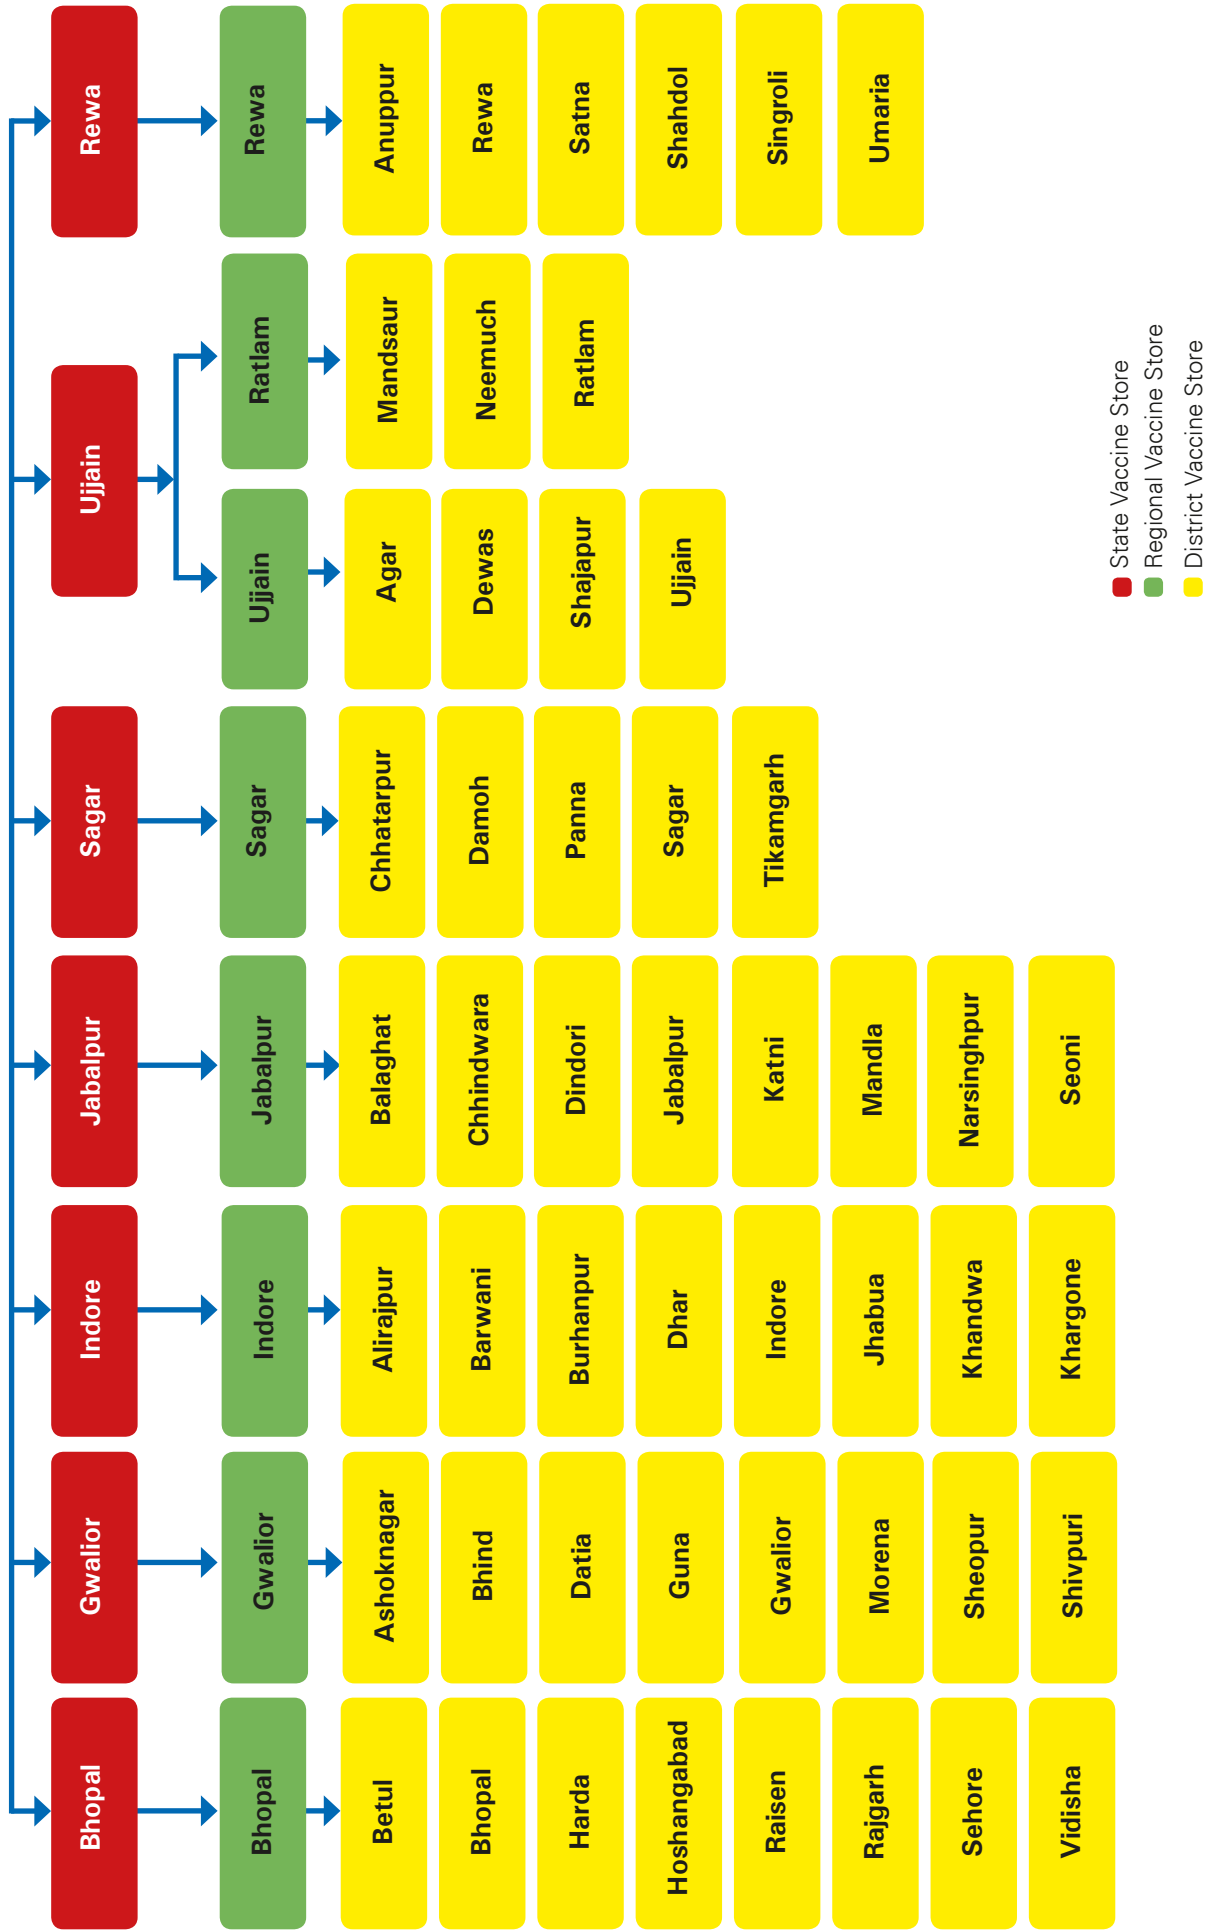 Bhopal
Gwalior
Indore
Jabalpur
Sagar
Ujjain
Rewa
Bhopal
Gwalior
Indore
Jabalpur
Sagar
Ujjain
Ratlam
Rewa
Betul
Bhopal
Harda
Hoshangabad
Raisen
Rajgarh
Sehore
Vidisha
Ashoknagar
Bhind
Datia
Guna
Gwalior
Morena
Sheopur
Shivpuri
Alirajpur
Barwani
Burhanpur
Dhar
Indore
Jhabua
Khandwa
Khargone
Balaghat
Chhindwara
Dindori
Jabalpur
Katni
Mandla
Narsinghpur
Seoni
Chhatarpur
Damoh
Panna
Sagar
Tikamgarh
Agar
Dewas
Shajapur
Ujjain
Mandsaur
Neemuch
Ratlam
Anuppur
Rewa
Satna
Shahdol
Singroli
Umaria
State Vaccine Store
Regional Vaccine Store
District Vaccine Store